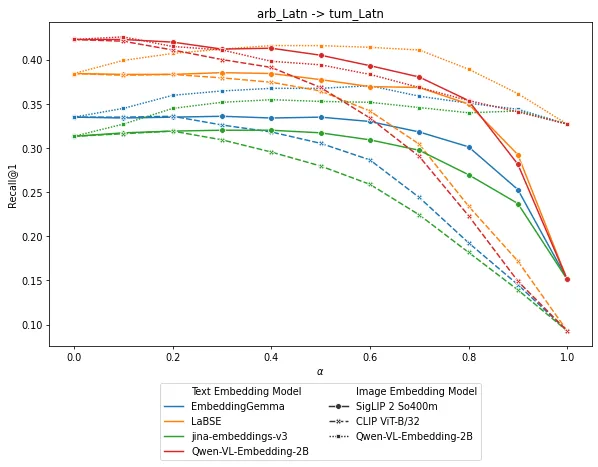 arb_Latn -> tum_Latn
Recall@1
0.40
0.35
0.30
0.25
0.20
0.15
0.10
0.0
0.2
0.4
0.6
0.8
1.0
α
Text Embedding Model
EmbeddingGemma
LaBSE
jina-embeddings-v3
Qwen-VL-Embedding-2B
Image Embedding Model
SigLIP 2 So400m
CLIP ViT-B/32
Qwen-VL-Embedding-2B